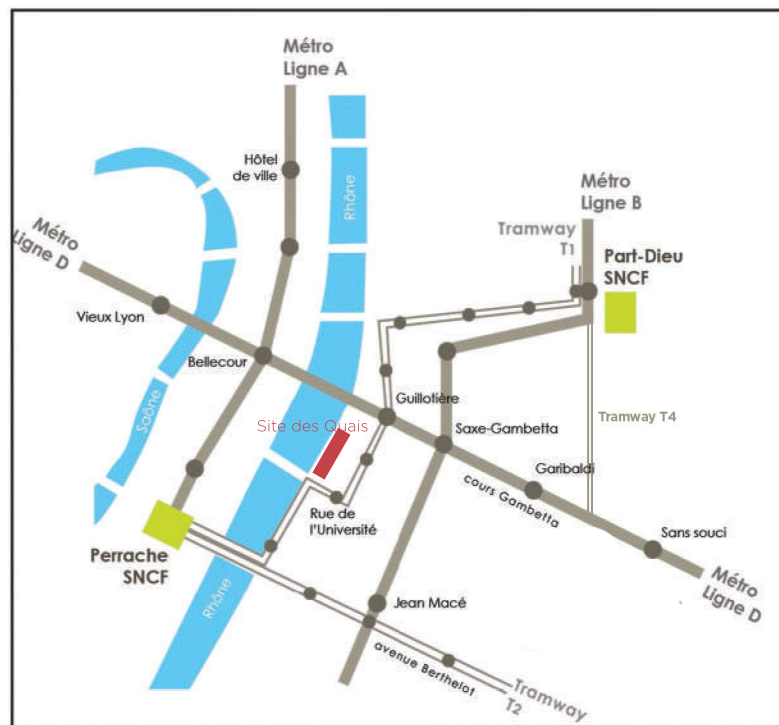 Métro
Ligne A
Hôtel
de ville
Rhône
Métro
Ligne B
Tramway
T1
Part-Dieu
SNCF
Métro
Ligne D
Vieux Lyon
Bellecour
Saône
Guillotière
Site des Quais
Saxe-Gambetta
Tramway T4
Garibaldi
cours Gambetta
Rue de
l'Université
Sans souci
Perrache
SNCF
Métro
Ligne D
Rhône
Jean Macé
avenue Berthelot
Tramway
T2